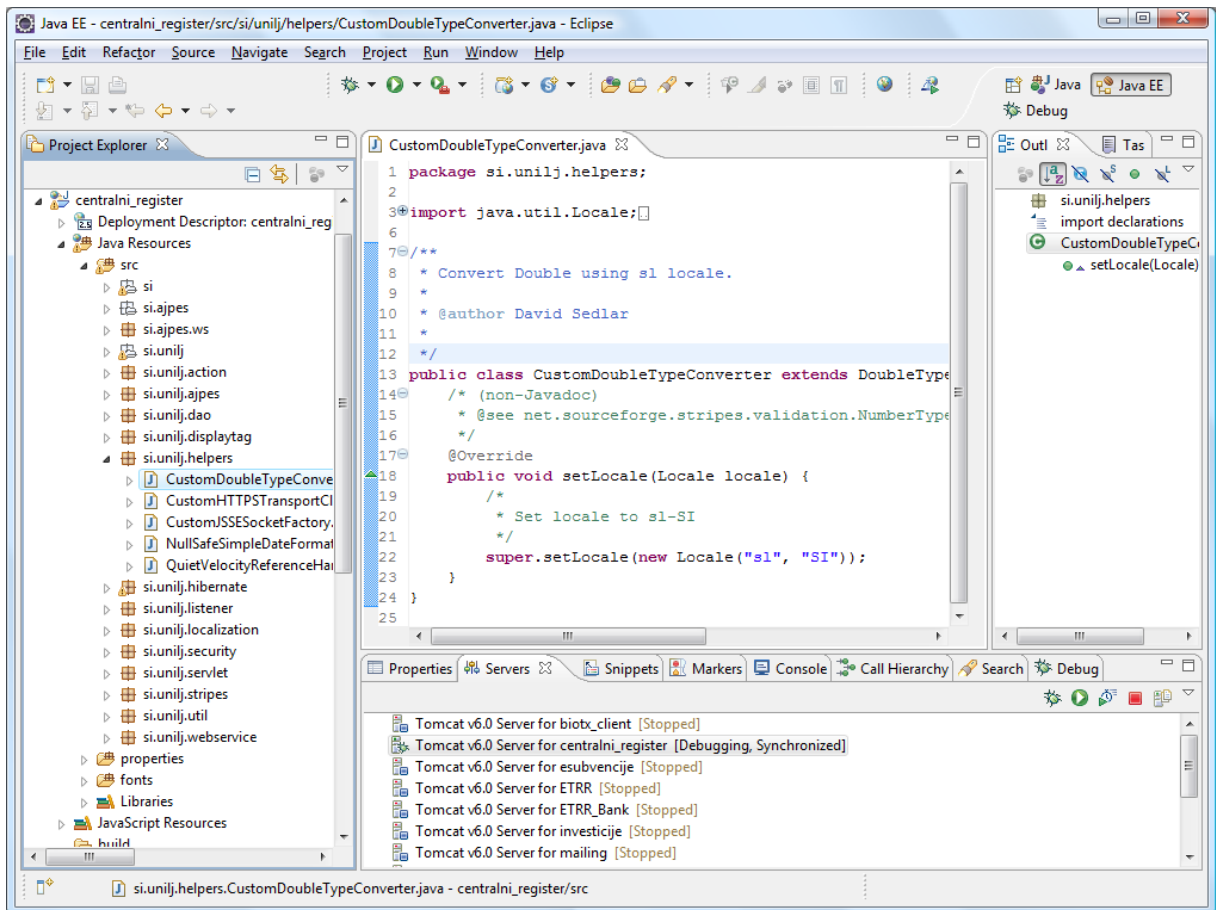 Java EE - centralni_register/src/si/unilj/helpers/CustomDoubleTypeConverter.java - Eclipse
File Edit Refactor Source Navigate Search Project Run Window Help
Java Java EE
Debug
Project Explorer
centralni_register
Deployment Descriptor: centralni_reg
Java Resources
src
si
si.ajpes
si.ajpes.ws
si.unilj
si.unilj.action
si.unilj.ajpes
si.unilj.dao
si.unilj.displaytag
si.unilj.helpers
CustomDoubleTypeConve
CustomHTTPSTransportCl
CustomJSSESocketFactory.
NullSafeSimpleDateFormat
QuietVelocityReferenceHa
si.unilj.hibernate
si.unilj.listener
si.unilj.localization
si.unilj.security
si.unilj.servlet
si.unilj.stripes
si.unilj.util
si.unilj.webservice
properties
fonts
Libraries
JavaScript Resources
build
CustomDoubleTypeConverter.java
1 package si.unilj.helpers;
2
3 import java.util.Locale;
6
7 /**
8 * Convert Double using sl locale.
9 *
10 * @author David Sedlar
11 *
12 */
13 public class CustomDoubleTypeConverter extends DoubleType
14 /* (non-Javadoc)
15 * @see net.sourceforge.stripes.validation.NumberType
16 */
17 @Override
18 public void setLocale(Locale locale) {
19 /*
20 * Set locale to sl-SI
21 */
22 super.setLocale(new Locale("sl", "SI"));
23 }
24 }
25
Outl Tas
si.unilj.helpers
import declarations
CustomDoubleTypeC
setLocale(Locale)
Properties Servers Snippets Markers Console Call Hierarchy Search Debug
Tomcat v6.0 Server for biotx_client [Stopped]
Tomcat v6.0 Server for centralni_register [Debugging, Synchronized]
Tomcat v6.0 Server for esubvencije [Stopped]
Tomcat v6.0 Server for ETRR [Stopped]
Tomcat v6.0 Server for ETRR_Bank [Stopped]
Tomcat v6.0 Server for investicije [Stopped]
Tomcat v6.0 Server for mailing [Stopped]
si.unilj.helpers.CustomDoubleTypeConverter.java - centralni_register/src